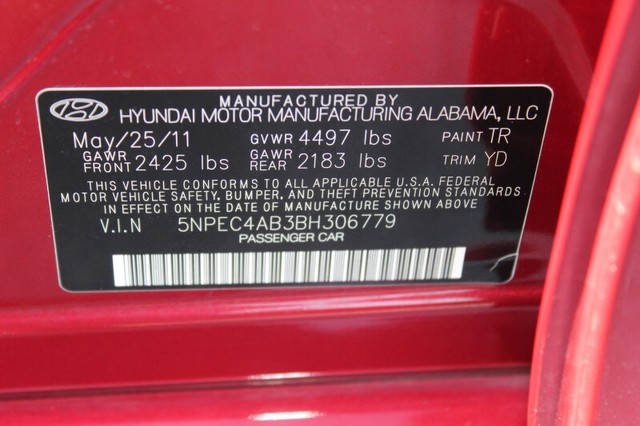 MANUFACTURED BY
HYUNDAI MOTOR MANUFACTURING ALABAMA, LLC
May/25/11 GVWR 4497 lbs PAINT TR
GAWR FRONT 2425 lbs GAWR REAR 2183 lbs TRIM YD
THIS VEHICLE CONFORMS TO ALL APPLICABLE U.S.A. FEDERAL
MOTOR VEHICLE SAFETY, BUMPER, AND THEFT PREVENTION STANDARDS
IN EFFECT ON THE DATE OF MANUFACTURE SHOWN ABOVE
V.I.N 5NPEC4AB3BH306779
PASSENGER CAR